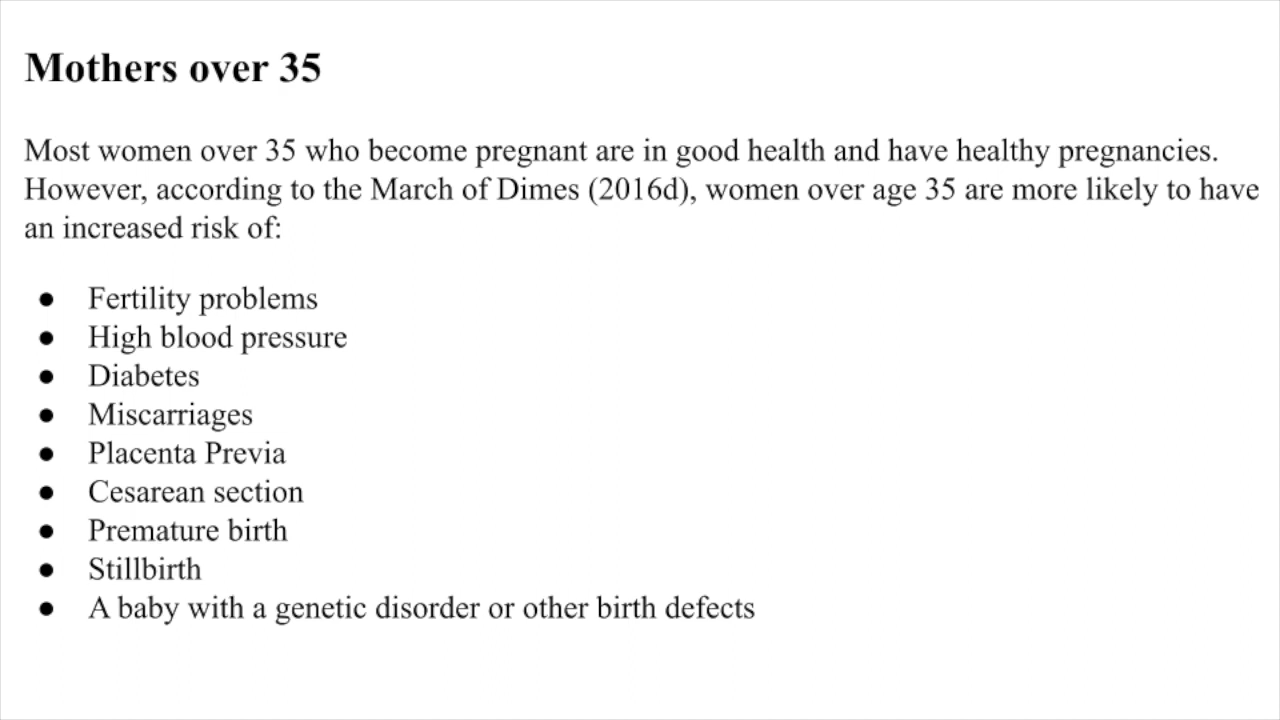 Mothers over 35
Most women over 35 who become pregnant are in good health and have healthy pregnancies.
However, according to the March of Dimes (2016d), women over age 35 are more likely to have
an increased risk of:
● Fertility problems
● High blood pressure
● Diabetes
● Miscarriages
● Placenta Previa
● Cesarean section
● Premature birth
● Stillbirth
● A baby with a genetic disorder or other birth defects